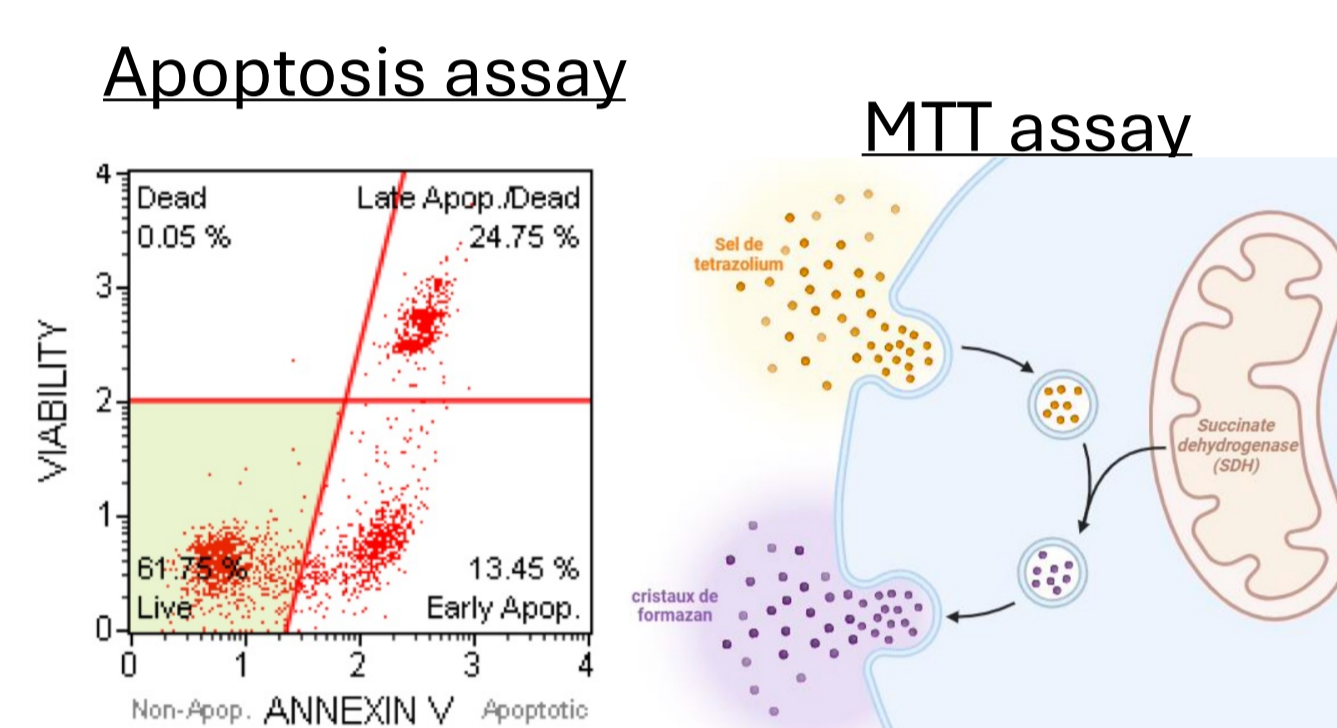 Apoptosis assay
MTT assay
4
3
2
1
0
VIABILITY
Dead
0.05 %
Late Apop./Dead
24.75 %
61.75 %
Live
13.45 %
Early Apop.
0 1 2 3 4
Non-Apop. ANNEXIN V Apoptotic
Sel de
tetrazolium
Succinate
dehydrogenase
(SDH)
cristaux de
formazan